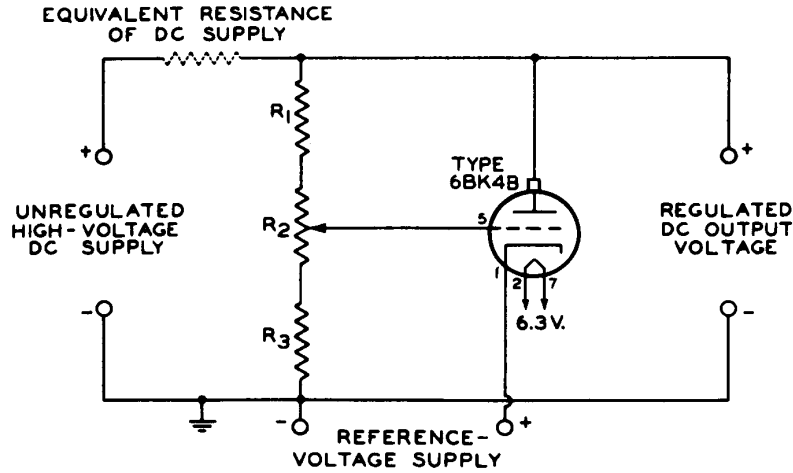 EQUIVALENT RESISTANCE
OF DC SUPPLY
R1
+
TYPE
6BK4B
+
UNREGULATED
HIGH-VOLTAGE
DC SUPPLY
R2
5
REGULATED
DC OUTPUT
VOLTAGE
1
2
7
-
6.3 V.
-
R3
-
+
REFERENCE-
VOLTAGE SUPPLY